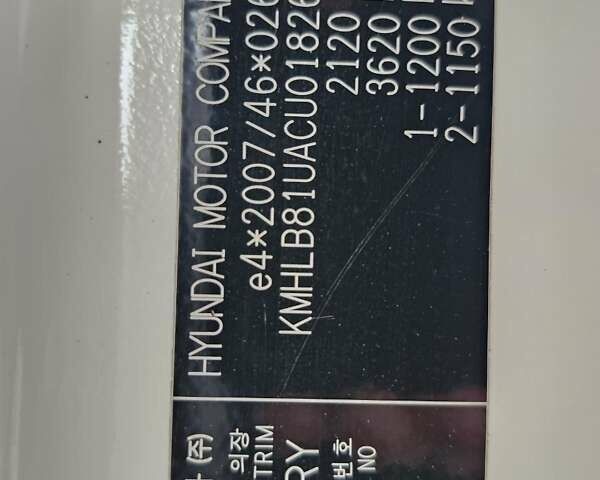 HYUNDAI MOTOR COMPA
e4*2007/46*026
KMHLB81UACU01826
2120
3620
1- 1200
2- 1150
(주)
의장
TRIM
RY
번호
NO